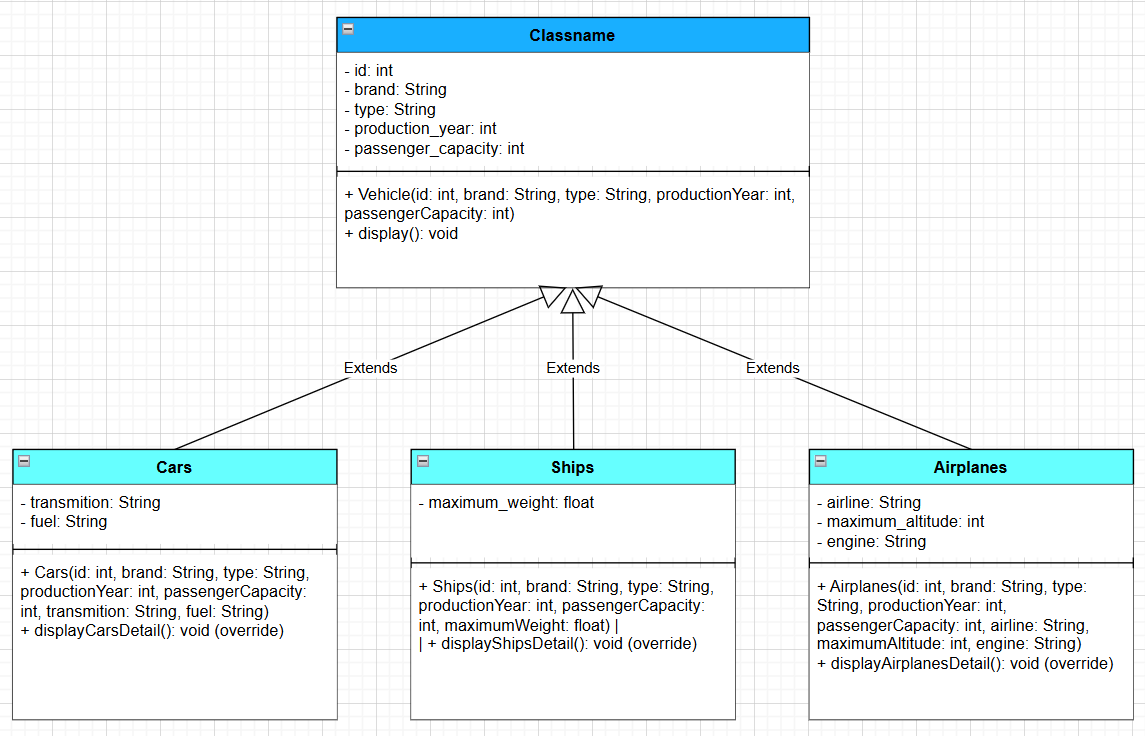 Classname
- id: int
- brand: String
- type: String
- production_year: int
- passenger_capacity: int
+ Vehicle(id: int, brand: String, type: String, productionYear: int,
passengerCapacity: int)
+ display(): void
Extends
Extends
Extends
Cars
- transmition: String
- fuel: String
+ Cars(id: int, brand: String, type: String,
productionYear: int, passengerCapacity:
int, transmition: String, fuel: String)
+ displayCarsDetail(): void (override)
Ships
- maximum_weight: float
+ Ships(id: int, brand: String, type: String,
productionYear: int, passengerCapacity:
int, maximumWeight: float) |
| + displayShipsDetail(): void (override)
Airplanes
- airline: String
- maximum_altitude: int
- engine: String
+ Airplanes(id: int, brand: String, type:
String, productionYear: int,
passengerCapacity: int, airline: String,
maximumAltitude: int, engine: String)
+ displayAirplanesDetail(): void (override)